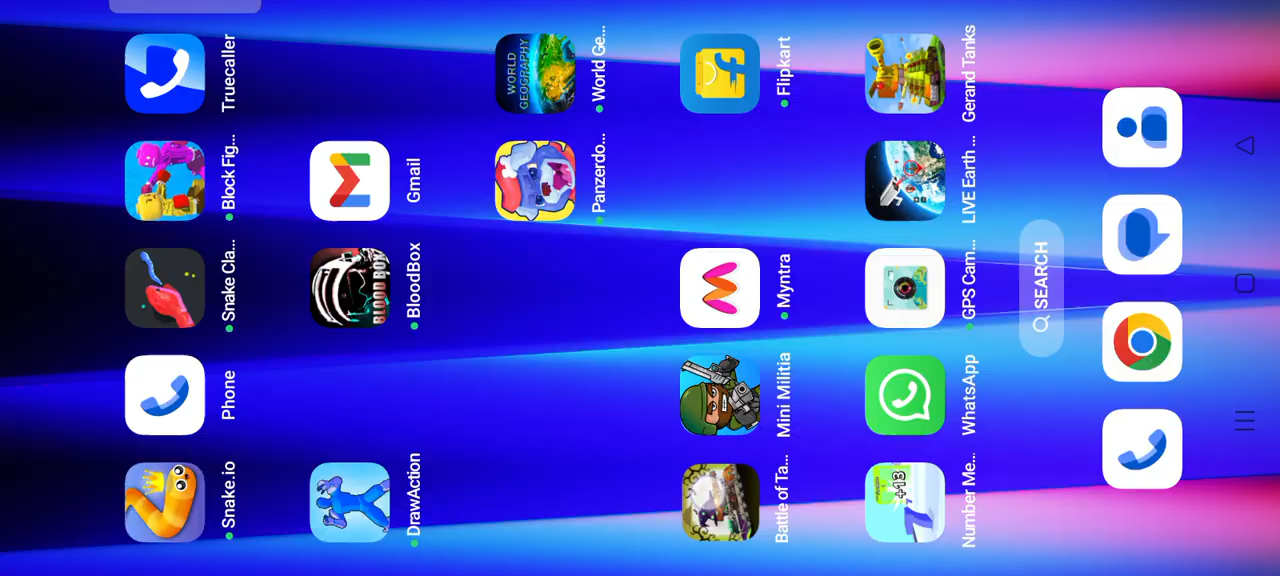 Snake.io Phone Snake Cla... Block Fig... Truecaller
BLOOD BOX
DrawAction BloodBox Gmail
WORLD
GEOGRAPHY
Panzerdo... World Ge...
Battle of Ta... Mini Militia Myntra Flipkart
+13
Number Me... WhatsApp GPS Cam... LIVE Earth ... Gerand Tanks
SEARCH